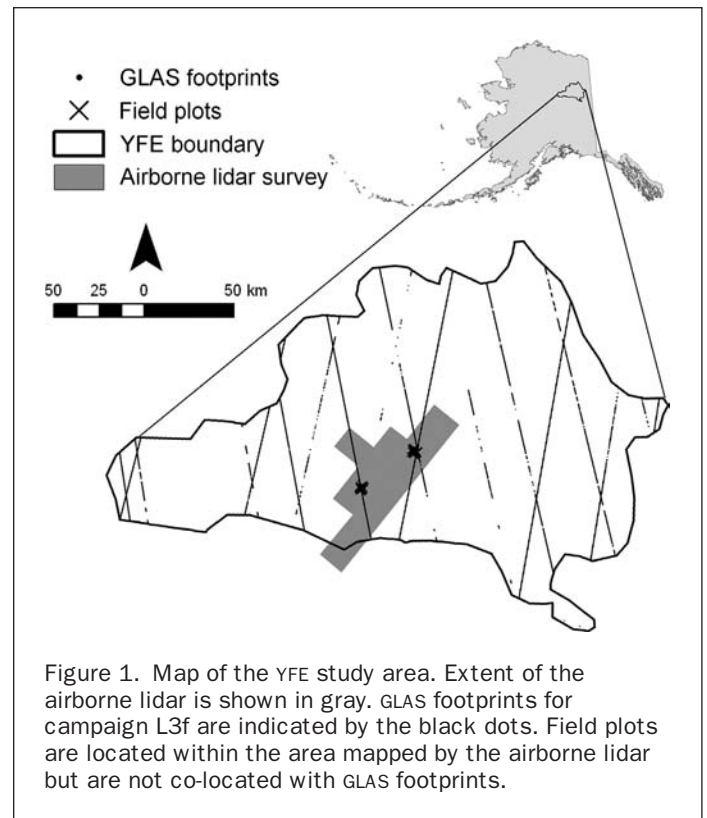 GLAS footprints
Field plots
YFE boundary
Airborne lidar survey
50 25 0 50 km
Figure 1. Map of the YFE study area. Extent of the
airborne lidar is shown in gray. GLAS footprints for
campaign L3f are indicated by the black dots. Field plots
are located within the area mapped by the airborne lidar
but are not co-located with GLAS footprints.